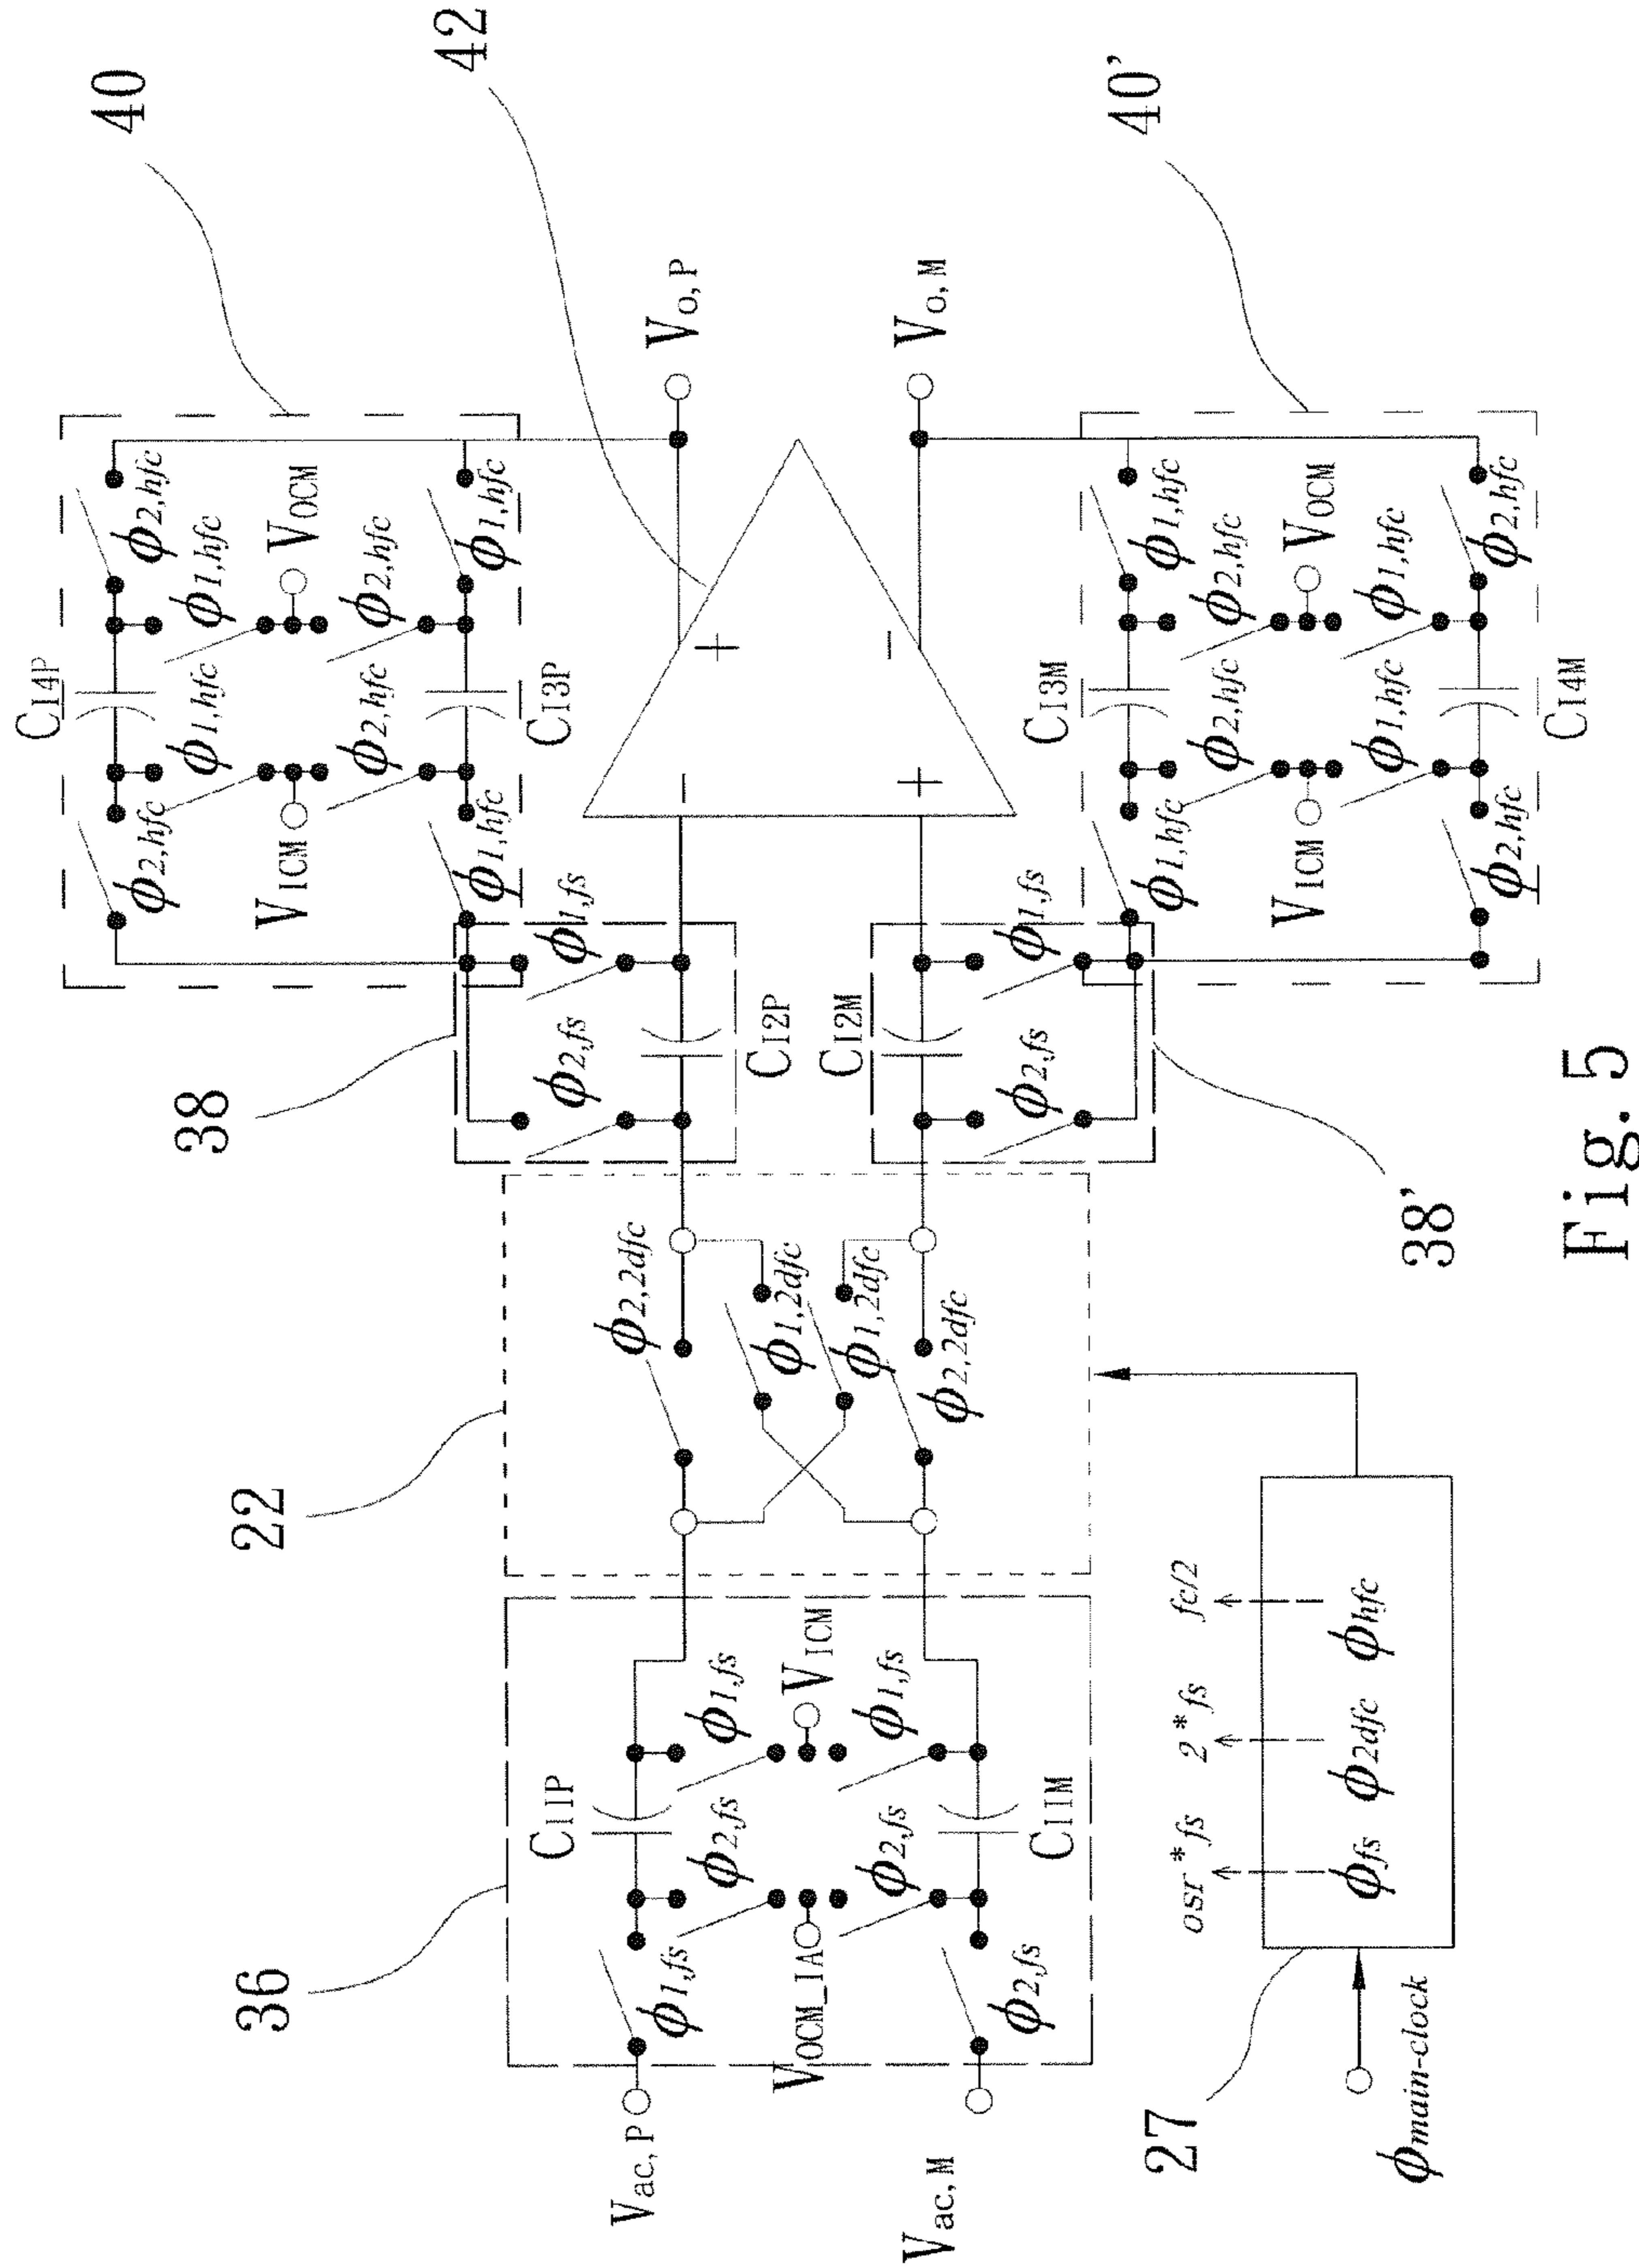 40
42
C14P
ϕ2,hfc
ϕ2,hfc
ϕ1,hfc
ϕ1,hfc
VICM
VOCM
ϕ2,hfc
ϕ2,hfc
ϕ1,hfc
ϕ1,hfc
C13P
38
ϕ2,fs
ϕ1,fs
C12P
- +
Vo,P
22
ϕ2,2dfc
ϕ1,2dfc
ϕ1,2dfc
ϕ2,2dfc
36
Vac,P
ϕ1,fs
C11P
ϕ2,fs
ϕ1,fs
VOCM_IA
VICM
ϕ2,fs
ϕ1,fs
C11M
Vac,M
ϕ2,fs
C12M
ϕ2,fs
ϕ1,fs
38'
+ -
Vo,M
40'
C13M
ϕ1,hfc
ϕ1,hfc
ϕ2,hfc
ϕ2,hfc
VICM
VOCM
ϕ1,hfc
ϕ1,hfc
ϕ2,hfc
ϕ2,hfc
C14M
27
ϕmain-clock
osr*fs 2*fs fc/2
ϕfs ϕ2dfc ϕhfc
Fig. 5